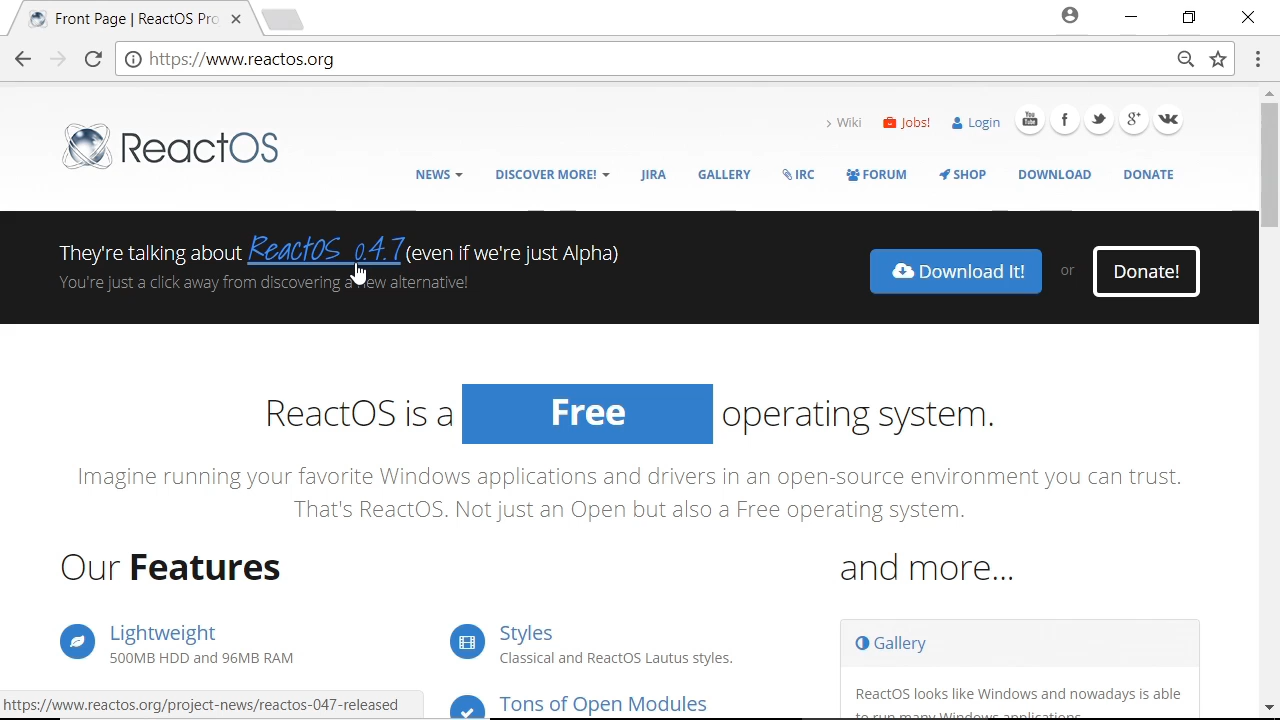 Front Page | ReactOS Pro
https://www.reactos.org
Wiki Jobs! Login You Tube f g+
ReactOS
NEWS DISCOVER MORE! JIRA GALLERY IRC FORUM SHOP DOWNLOAD DONATE
They're talking about ReactOS 0.4.7 (even if we're just Alpha)
You're just a click away from discovering a new alternative!
Download It! or Donate!
ReactOS is a Free operating system.
Imagine running your favorite Windows applications and drivers in an open-source environment you can trust.
That's ReactOS. Not just an Open but also a Free operating system.
Our Features
and more...
Lightweight
500MB HDD and 96MB RAM
Styles
Classical and ReactOS Lautus styles.
Tons of Open Modules
Gallery
ReactOS looks like Windows and nowadays is able
to run many Windows applications
https://www.reactos.org/project-news/reactos-047-released